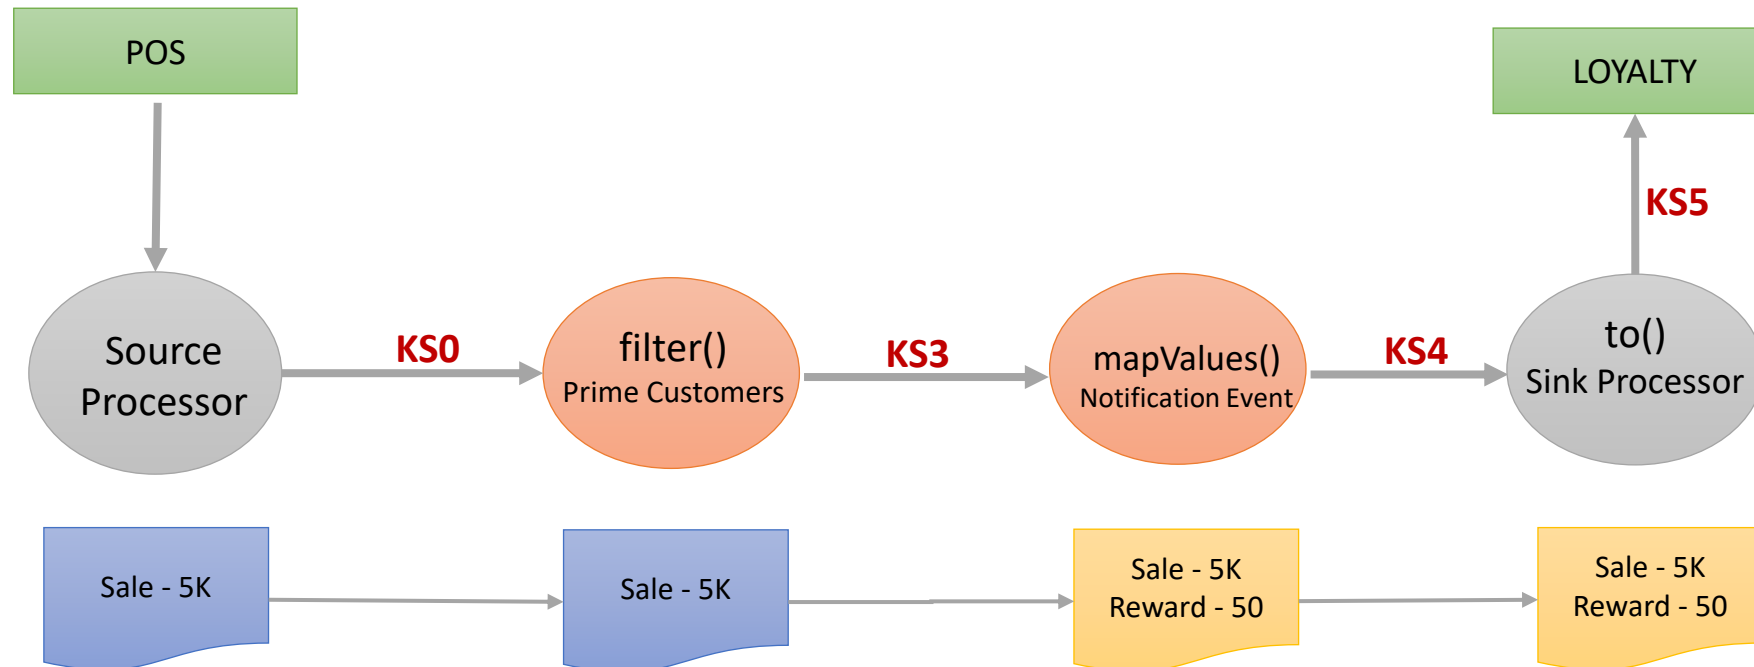 POS
LOYALTY
KS5
Source
Processor
KS0
filter()
Prime Customers
KS3
mapValues()
Notification Event
KS4
to()
Sink Processor
Sale - 5K
Sale - 5K
Sale - 5K
Reward - 50
Sale - 5K
Reward - 50